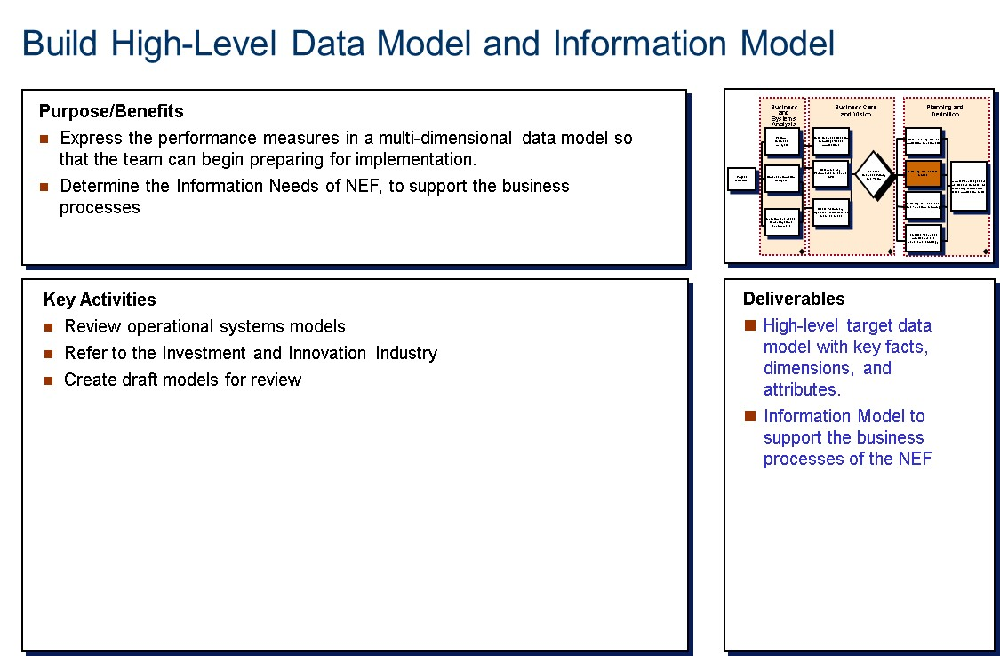 Build High-Level Data Model and Information Model
Purpose/Benefits
Express the performance measures in a multi-dimensional data model so
that the team can begin preparing for implementation.
Determine the Information Needs of NEF, to support the business
processes
Business
and
Systems
Analysis
Business Case
and Vision
Planning and
Definition
Key Activities
Review operational systems models
Refer to the Investment and Innovation Industry
Create draft models for review
Deliverables
High-level target data
model with key facts,
dimensions, and
attributes.
Information Model to
support the business
processes of the NEF